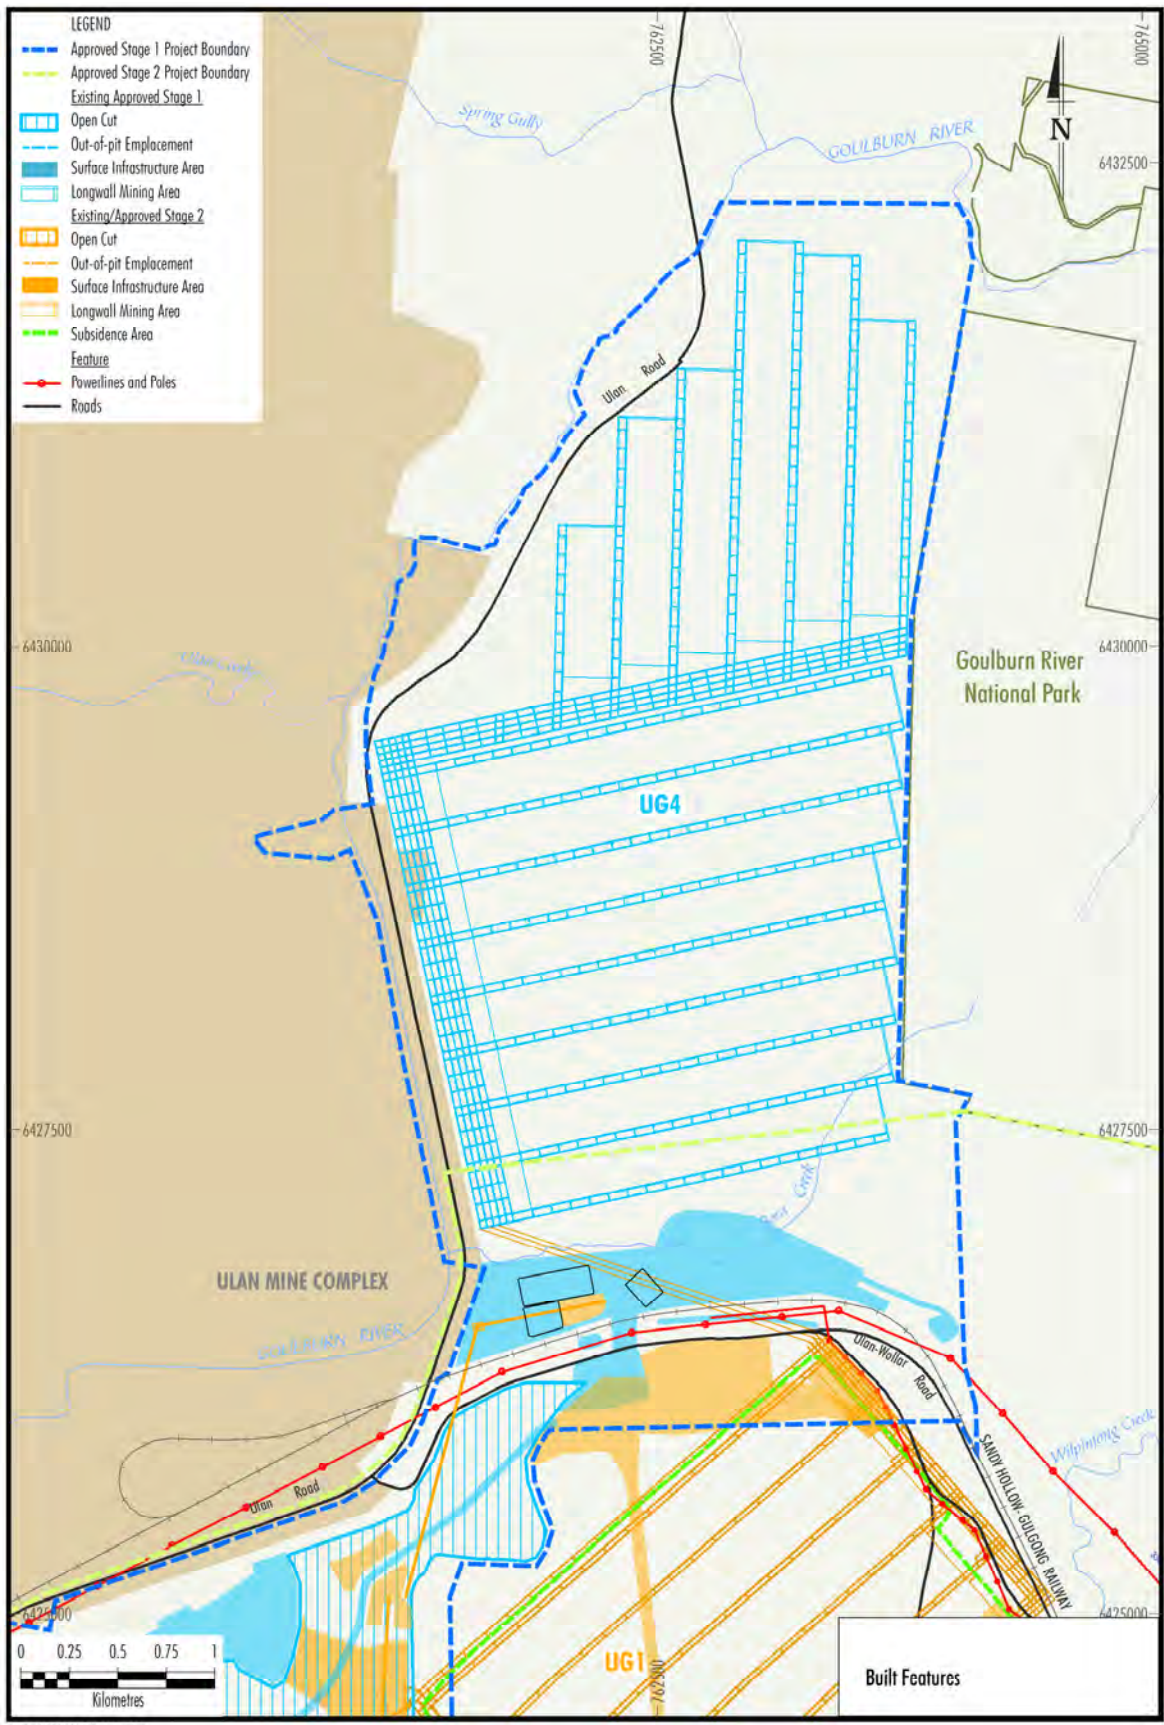 LEGEND
Approved Stage 1 Project Boundary
Approved Stage 2 Project Boundary
Existing Approved Stage 1
Open Cut
Out-of-pit Emplacement
Surface Infrastructure Area
Longwall Mining Area
Existing/Approved Stage 2
Open Cut
Out-of-pit Emplacement
Surface Infrastructure Area
Longwall Mining Area
Subsidence Area
Feature
Powerlines and Poles
Roads
762500
765000
Spring Gully
GOULBURN RIVER
N
6432500
Ulan Road
6430000
6430000
Goulburn River
National Park
UG4
6427500
6427500
Creek
ULAN MINE COMPLEX
GOULBURN RIVER
Ulan-Wollar
Road
Wilpinjong Creek
SANDY HOLLOW- GULGONG RAILWAY
Ulan Road
6425000
6425000
0 0.25 0.5 0.75 1
Kilometres
UG1
762500
Built Features